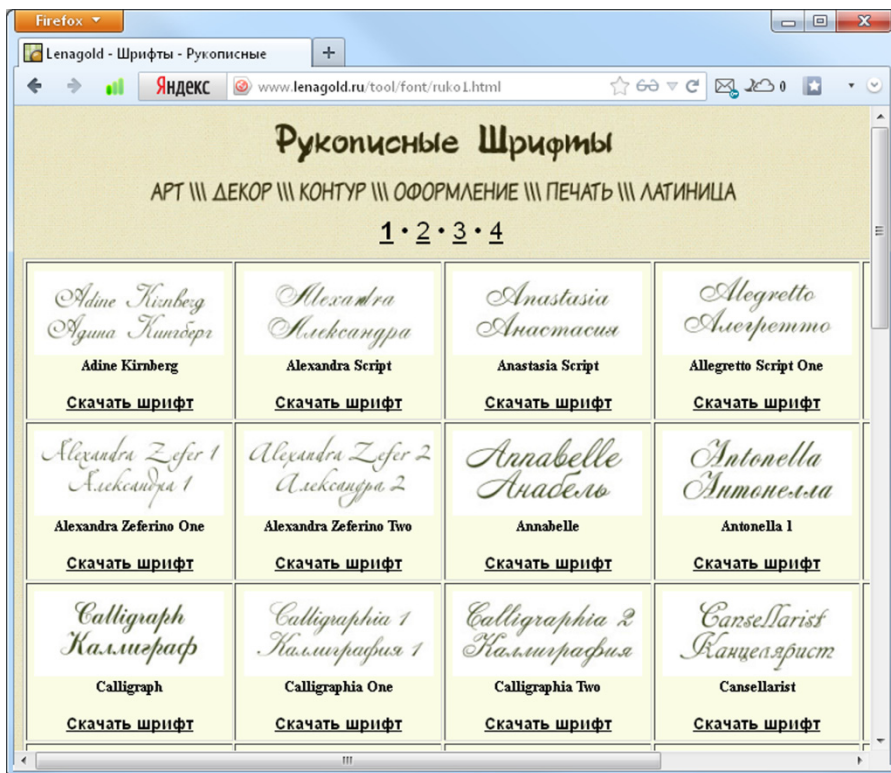 Firefox
Lenagold - Шрифты - Рукописные
Яндекс www.lenagold.ru/tool/font/ruko1.html 0
Рукописные Шрифты
АРТ \\\ ДЕКОР \\\ КОНТУР \\\ ОФОРМЛЕНИЕ \\\ ПЕЧАТЬ \\\ ЛАТИНИЦА
1 • 2 • 3 • 4
Adine Kirnberg
Адина Кирнберг
Adine Kirnberg
Скачать шрифт
Alexandra
Александра
Alexandra Script
Скачать шрифт
Anastasia
Анастасия
Anastasia Script
Скачать шрифт
Alegretto
Алегретто
Allegretto Script One
Скачать шрифт
Alexandra Zefer 1
Александра 1
Alexandra Zeferino One
Скачать шрифт
Alexandra Zefer 2
Александра 2
Alexandra Zeferino Two
Скачать шрифт
Annabelle
Анабель
Annabelle
Скачать шрифт
Antonella
Антонелла
Antonella 1
Скачать шрифт
Calligraph
Каллиграф
Calligraph
Скачать шрифт
Calligraphia 1
Каллиграфия 1
Calligraphia One
Скачать шрифт
Calligraphia 2
Каллиграфия
Calligraphia Two
Скачать шрифт
Cansellarist
Канцелярист
Cansellarist
Скачать шрифт